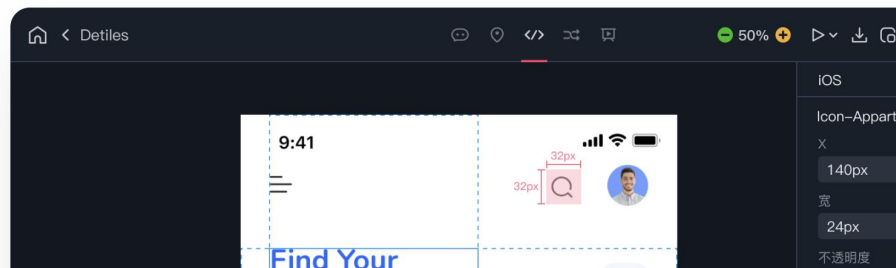 Detiles
50%
iOS
Icon-Appart
X
140px
宽
24px
不透明度
9:41
32px
32px
Find Your